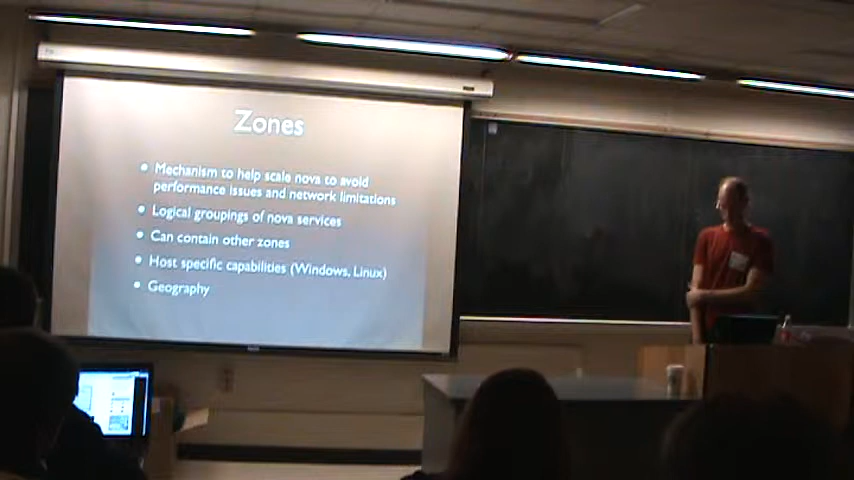 Zones
• Mechanism to help scale nova to avoid
performance issues and network limitations
• Logical groupings of nova services
• Can contain other zones
• Host specific capabilities (Windows, Linux)
• Geography